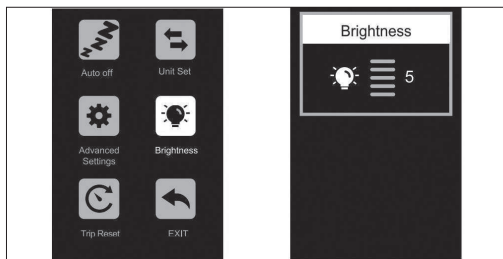 Auto off
Unit Set
Advanced
Settings
Brightness
Trip Reset
EXIT
Brightness
5